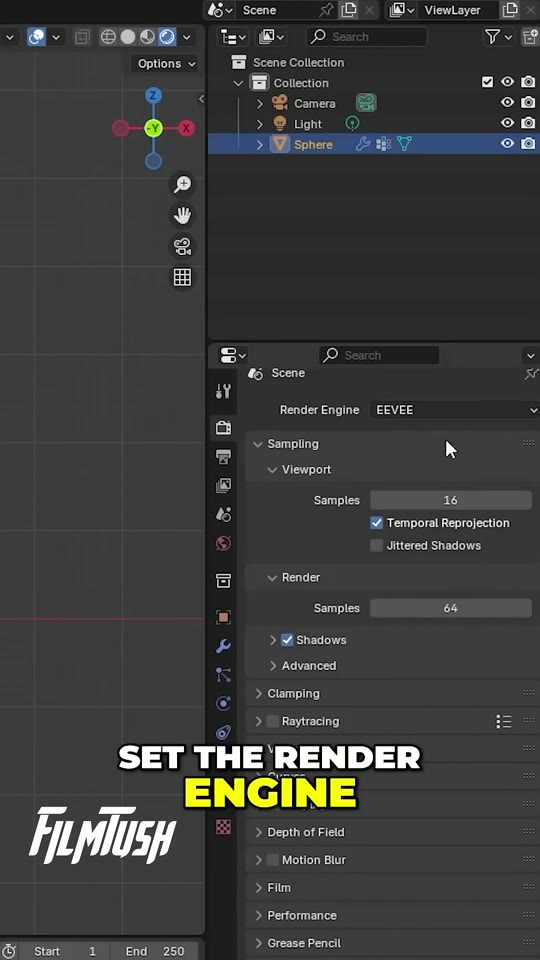 Scene
ViewLayer
Search
Options
Scene Collection
Collection
Camera
Light
Sphere
Z
-Y
X
Search
Scene
Render Engine
EEVEE
Sampling
Viewport
Samples
16
Temporal Reprojection
Jittered Shadows
Render
Samples
64
Shadows
Advanced
Clamping
Raytracing
SET THE RENDER
ENGINE
FILMTUSH
Depth of Field
Motion Blur
Film
Performance
Grease Pencil
Start 1
End 250